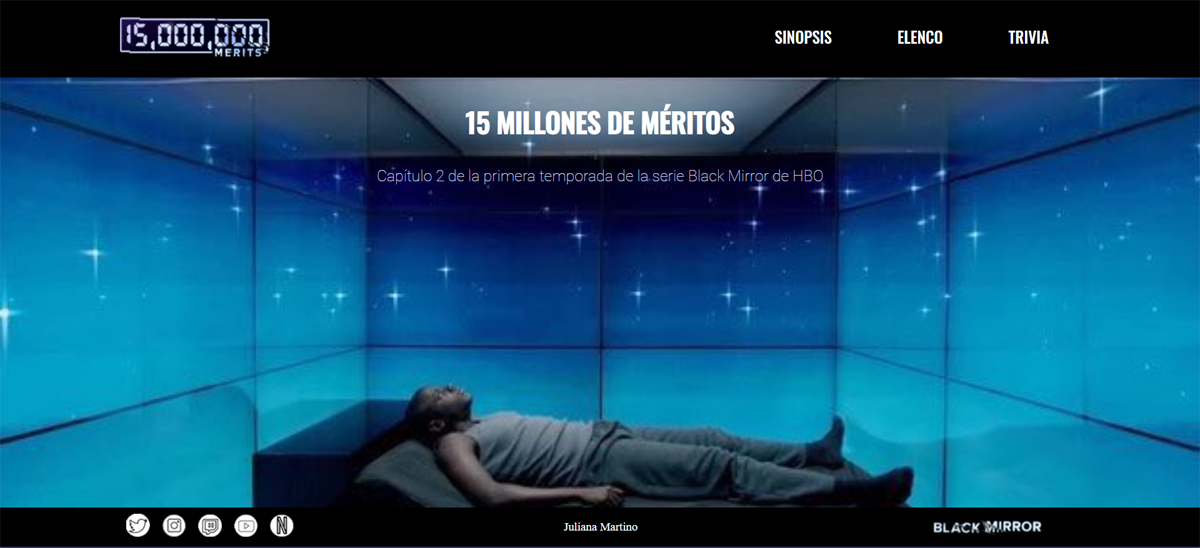 15,000,000
MERITS
SINOPSIS
ELENCO
TRIVIA
15 MILLONES DE MÉRITOS
Capítulo 2 de la primera temporada de la serie Black Mirror de HBO
Juliana Martino
BLACK MIRROR